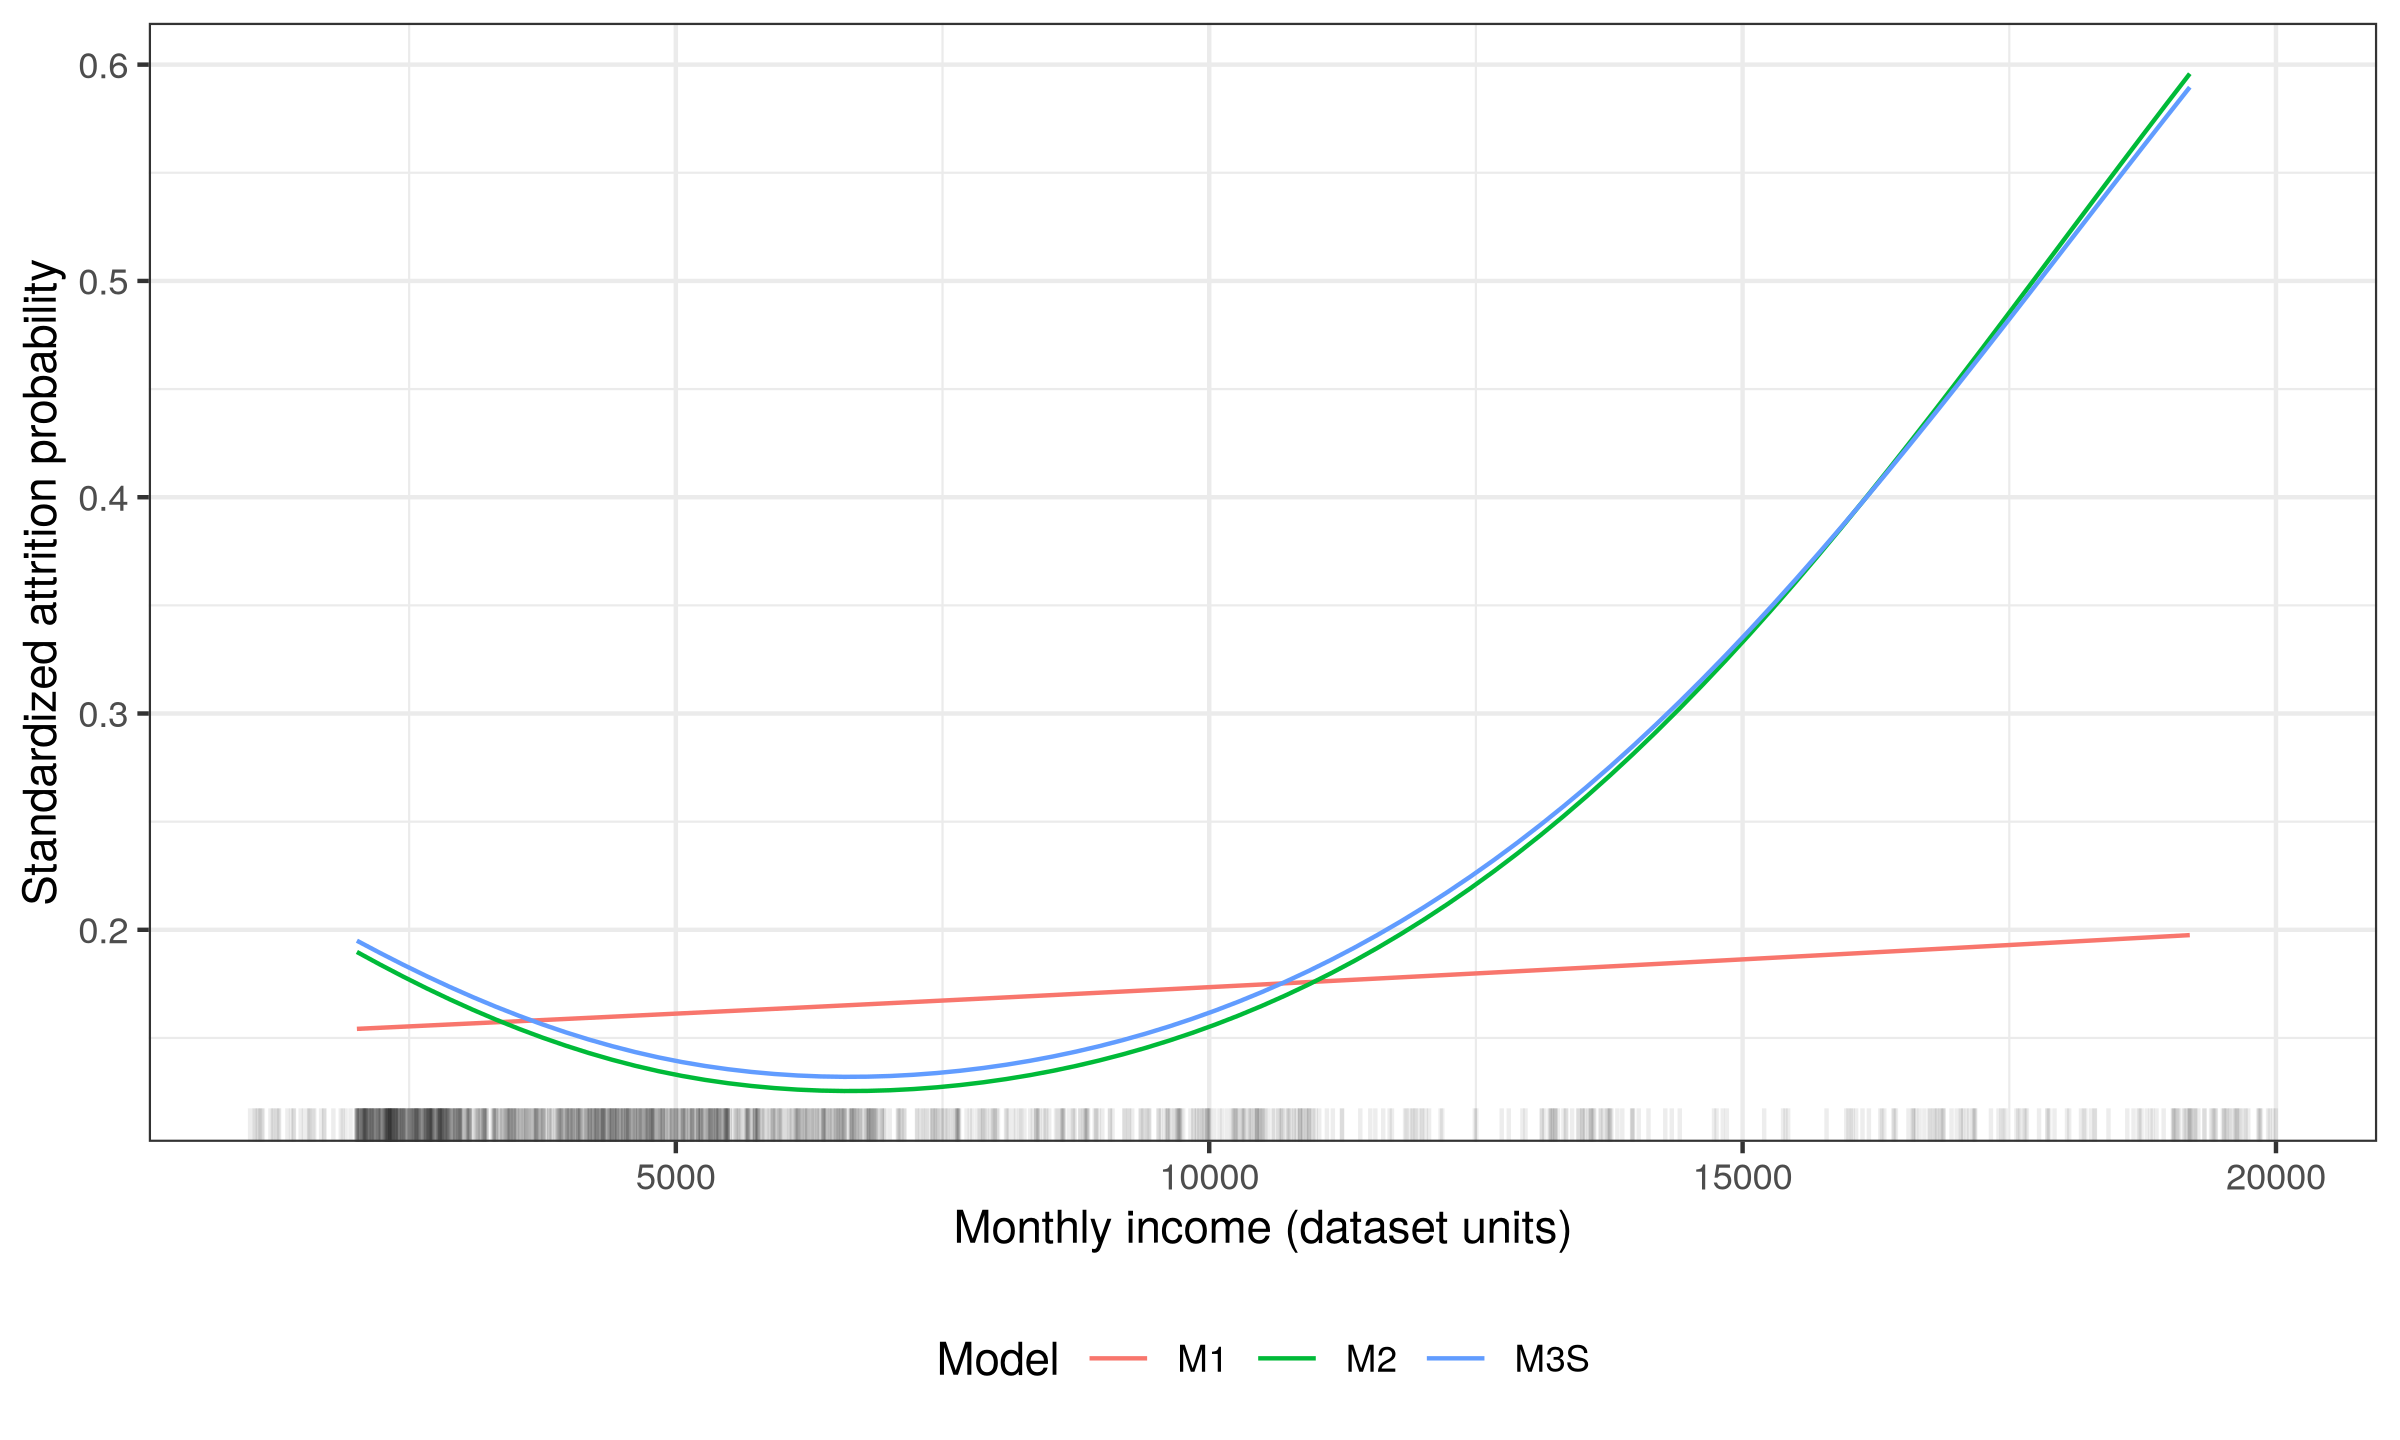 Standardized attrition probability
0.6
0.5
0.4
0.3
0.2
5000 10000 15000 20000
Monthly income (dataset units)
Model M1 M2 M3S